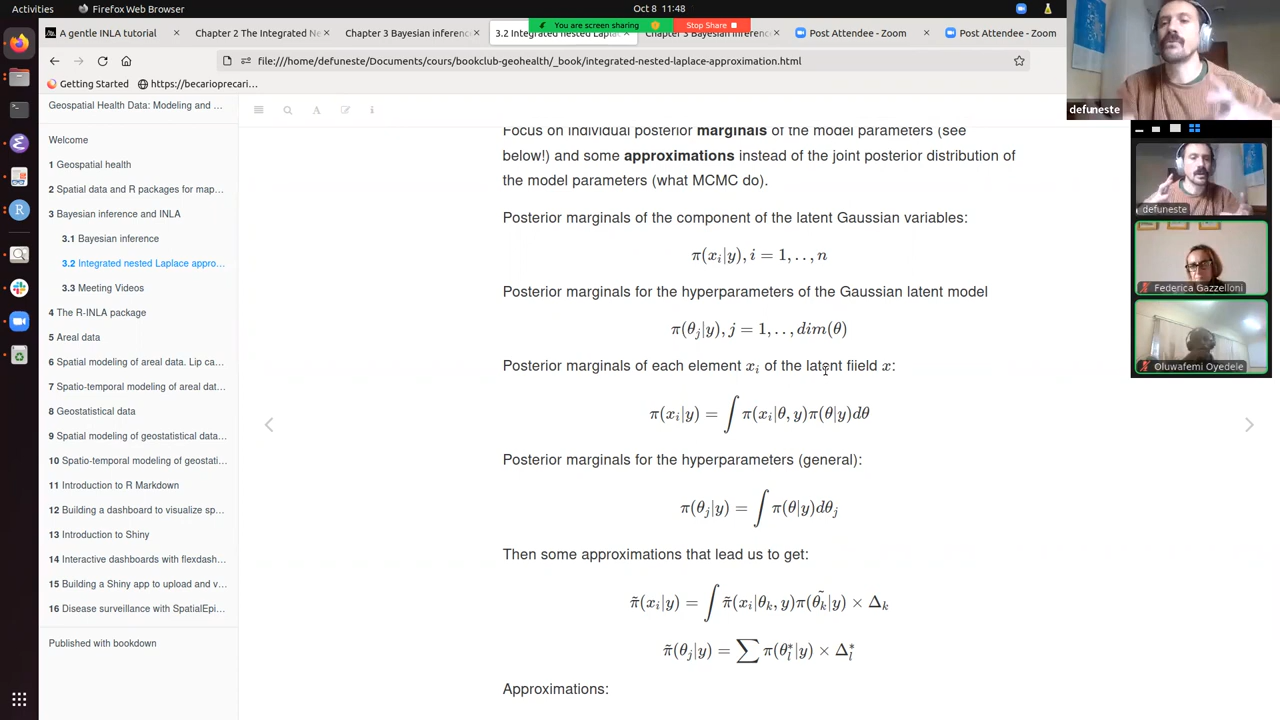 Activities
Firefox Web Browser
Oct 8 11:48
You are screen sharing
Stop Share
A gentle INLA tutorial ×
Chapter 2 The Integrated Ne ×
Chapter 3 Bayesian inference ×
3.2 Integrated nested Lapla ×
Chapter 3 Bayesian inference ×
Post Attendee - Zoom ×
Post Attendee - Zoom
file:///home/defuneste/Documents/cours/bookclub-geohealth/_book/integrated-nested-laplace-approximation.html
Getting Started
https://becarioprecari...
Geospatial Health Data: Modeling and ...
Welcome
1 Geospatial health
2 Spatial data and R packages for map...
3 Bayesian inference and INLA
3.1 Bayesian inference
3.2 Integrated nested Laplace appro...
3.3 Meeting Videos
4 The R-INLA package
5 Areal data
6 Spatial modeling of areal data. Lip ca...
7 Spatio-temporal modeling of areal dat...
8 Geostatistical data
9 Spatial modeling of geostatistical data...
10 Spatio-temporal modeling of geostati...
11 Introduction to R Markdown
12 Building a dashboard to visualize sp...
13 Introduction to Shiny
14 Interactive dashboards with flexdash...
15 Building a Shiny app to upload and v...
16 Disease surveillance with SpatialEpi...
Published with bookdown
Focus on individual posterior marginals of the model parameters (see
below!) and some approximations instead of the joint posterior distribution of
the model parameters (what MCMC do).
Posterior marginals of the component of the latent Gaussian variables:
π(xᵢ|y), i = 1, . . , n
Posterior marginals for the hyperparameters of the Gaussian latent model
π(θⱼ|y), j = 1, . . , dim(θ)
Posterior marginals of each element xᵢ of the latent fiield x:
π(xᵢ|y) = ∫ π(xᵢ|θ, y)π(θ|y)dθ
Posterior marginals for the hyperparameters (general):
π(θⱼ|y) = ∫ π(θ|y)dθⱼ
Then some approximations that lead us to get:
π̃(xᵢ|y) = ∫ π̃(xᵢ|θₖ, y)π(θ̃ₖ|y) × Δₖ
π̃(θⱼ|y) = ∑ π(θₗ*|y) × Δₗ*
Approximations:
defuneste
defuneste
Federica Gazzelloni
Oluwafemi Oyedele